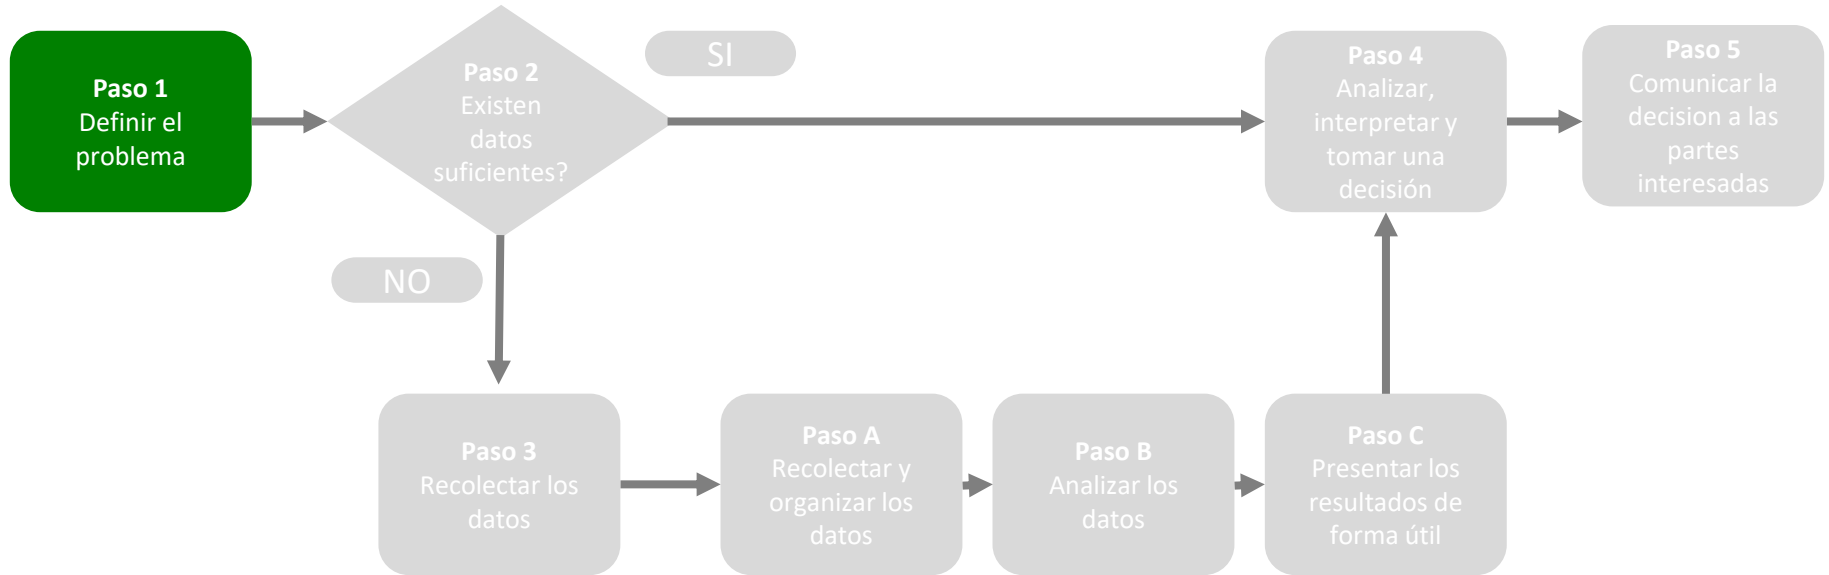 Paso 1
Definir el
problema
Paso 2
Existen
datos
suficientes?
SI
Paso 4
Analizar,
interpretar y
tomar una
decisión
Paso 5
Comunicar la
decision a las
partes
interesadas
NO
Paso 3
Recolectar los
datos
Paso A
Recolectar y
organizar los
datos
Paso B
Analizar los
datos
Paso C
Presentar los
resultados de
forma útil